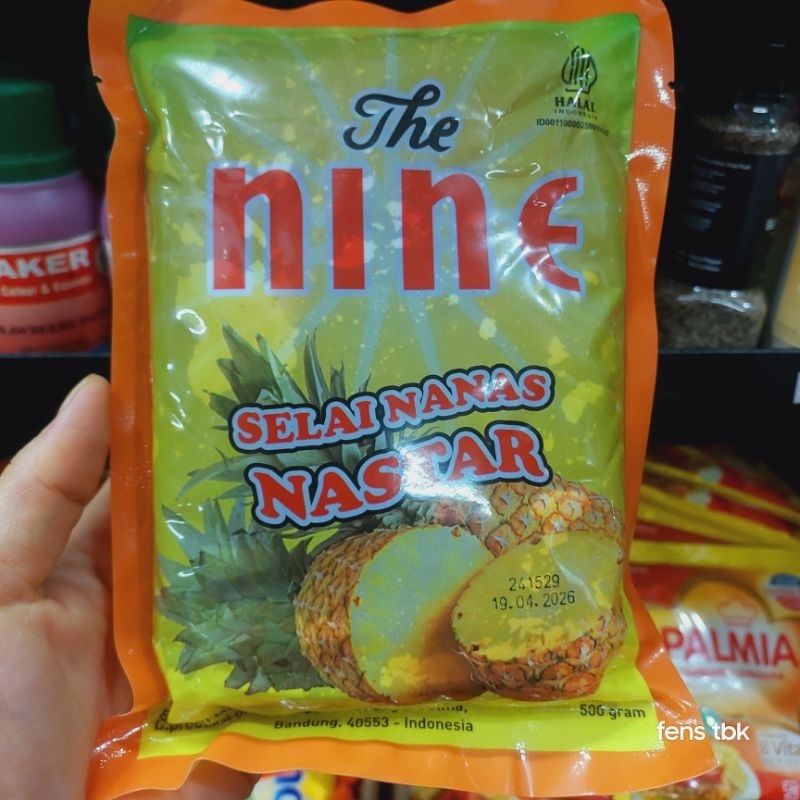 HALAL
INDONESIA
The
nine
AKER
SELAI NANAS
NASTAR
241529
19.04.2026
PALMIA
Bandung, 40553 - Indonesia
500 gram
fens tbk